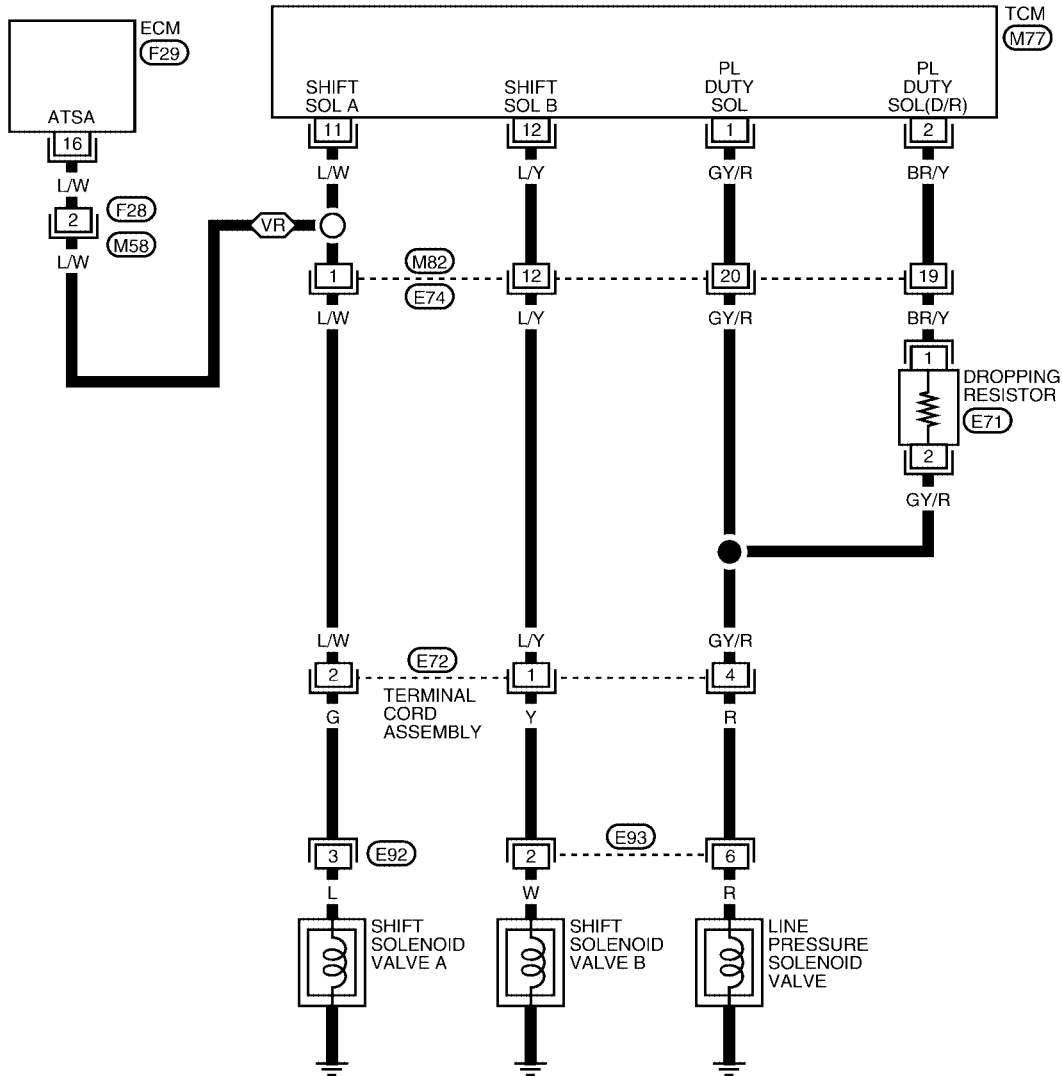 ECM
F29
ATSA
16
L/W
2
F28
M58
L/W
TCM
M77
SHIFT
SOL A
SHIFT
SOL B
PL
DUTY
SOL
PL
DUTY
SOL(D/R)
11
12
1
2
L/W
L/Y
GY/R
BR/Y
VR
1
M82
E74
12
20
19
L/W
L/Y
GY/R
BR/Y
1
DROPPING
RESISTOR
E71
2
GY/R
L/W
L/Y
GY/R
2
E72
1
4
TERMINAL
CORD
ASSEMBLY
G
Y
R
3
E92
2
E93
6
L
W
R
SHIFT
SOLENOID
VALVE A
SHIFT
SOLENOID
VALVE B
LINE
PRESSURE
SOLENOID
VALVE